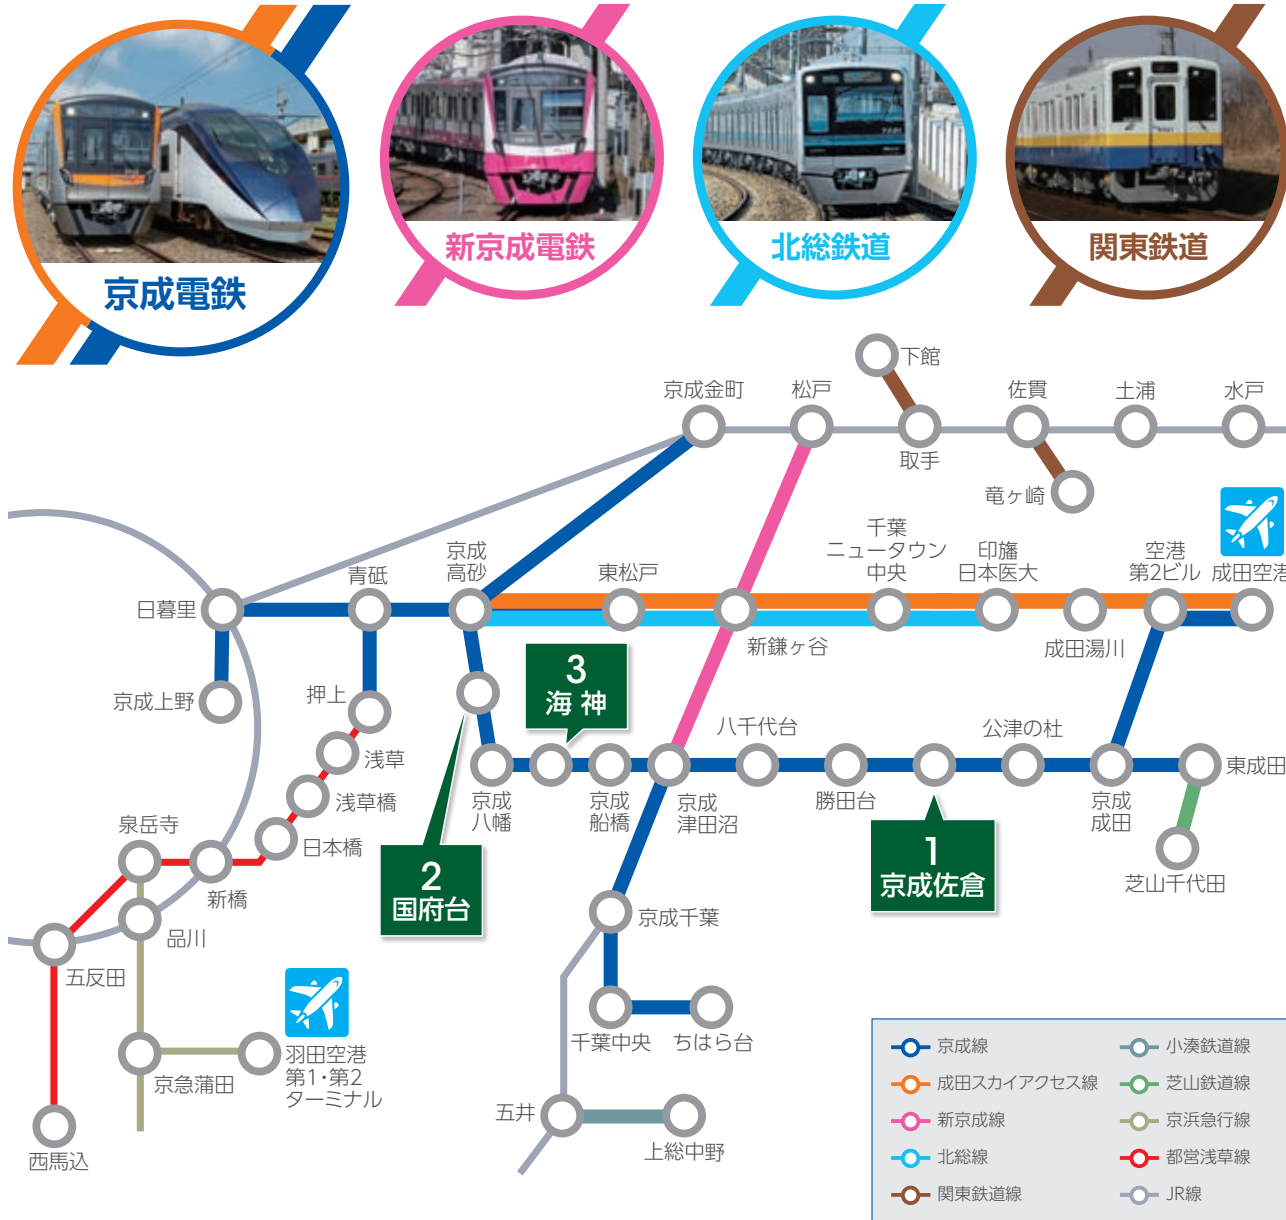 京成電鉄
新京成電鉄
北総鉄道
関東鉄道
下館
京成金町
松戸
佐貫
土浦
水戸
取手
竜ヶ崎
京成
高砂
青砥
日暮里
東松戸
千葉
ニュータウン
中央
印旛
日本医大
空港
第2ビル
成田空港
新鎌ヶ谷
成田湯川
京成上野
押上
3
海神
浅草
浅草橋
日本橋
八千代台
公津の杜
東成田
京成
八幡
京成
船橋
京成
津田沼
勝田台
京成
成田
泉岳寺
新橋
2
国府台
1
京成佐倉
芝山千代田
品川
京成千葉
五反田
羽田空港
第1・第2
ターミナル
京急蒲田
千葉中央
ちはら台
西馬込
五井
上総中野
京成線
成田スカイアクセス線
新京成線
北総線
関東鉄道線
小湊鉄道線
芝山鉄道線
京浜急行線
都営浅草線
JR線